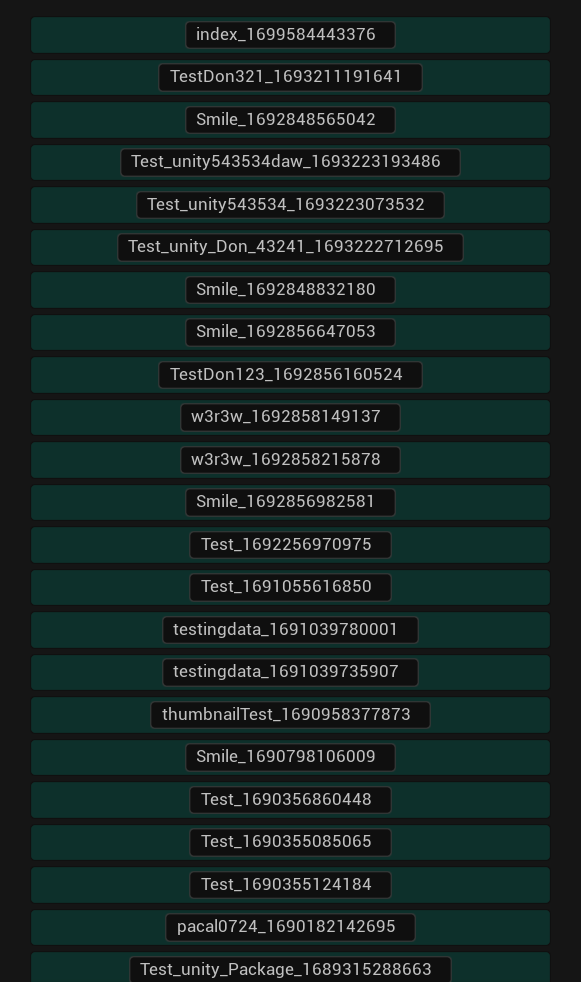 index_1699584443376
TestDon321_1693211191641
Smile_1692848565042
Test_unity543534daw_1693223193486
Test_unity543534_1693223073532
Test_unity_Don_43241_1693222712695
Smile_1692848832180
Smile_1692856647053
TestDon123_1692856160524
w3r3w_1692858149137
w3r3w_1692858215878
Smile_1692856982581
Test_1692256970975
Test_1691055616850
testingdata_1691039780001
testingdata_1691039735907
thumbnailTest_1690958377873
Smile_1690798106009
Test_1690356860448
Test_1690355085065
Test_1690355124184
pacal0724_1690182142695
Test_unity_Package_1689315288663